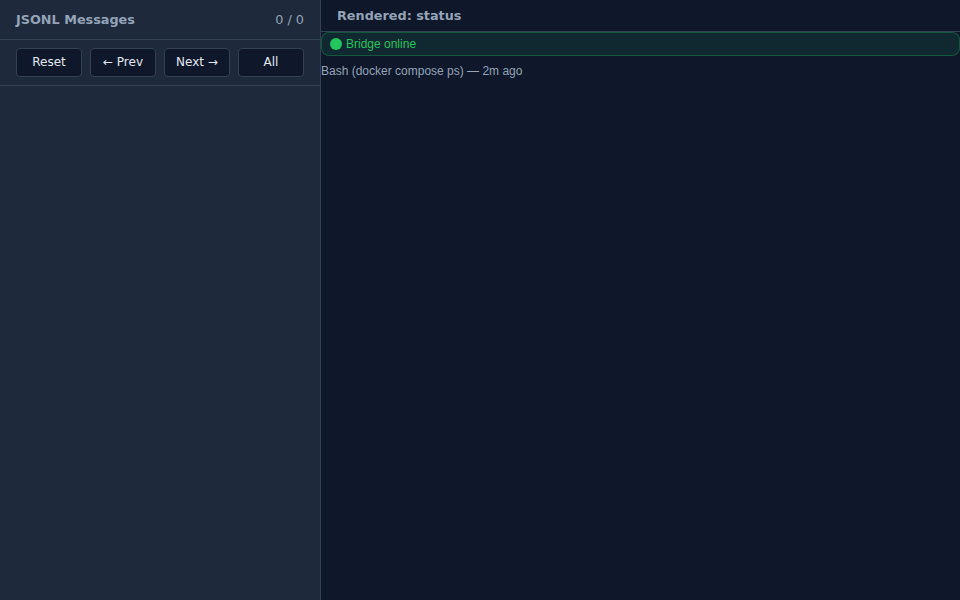 JSONL Messages 0 / 0
Reset ← Prev Next → All
Rendered: status
Bridge online
Bash (docker compose ps) — 2m ago